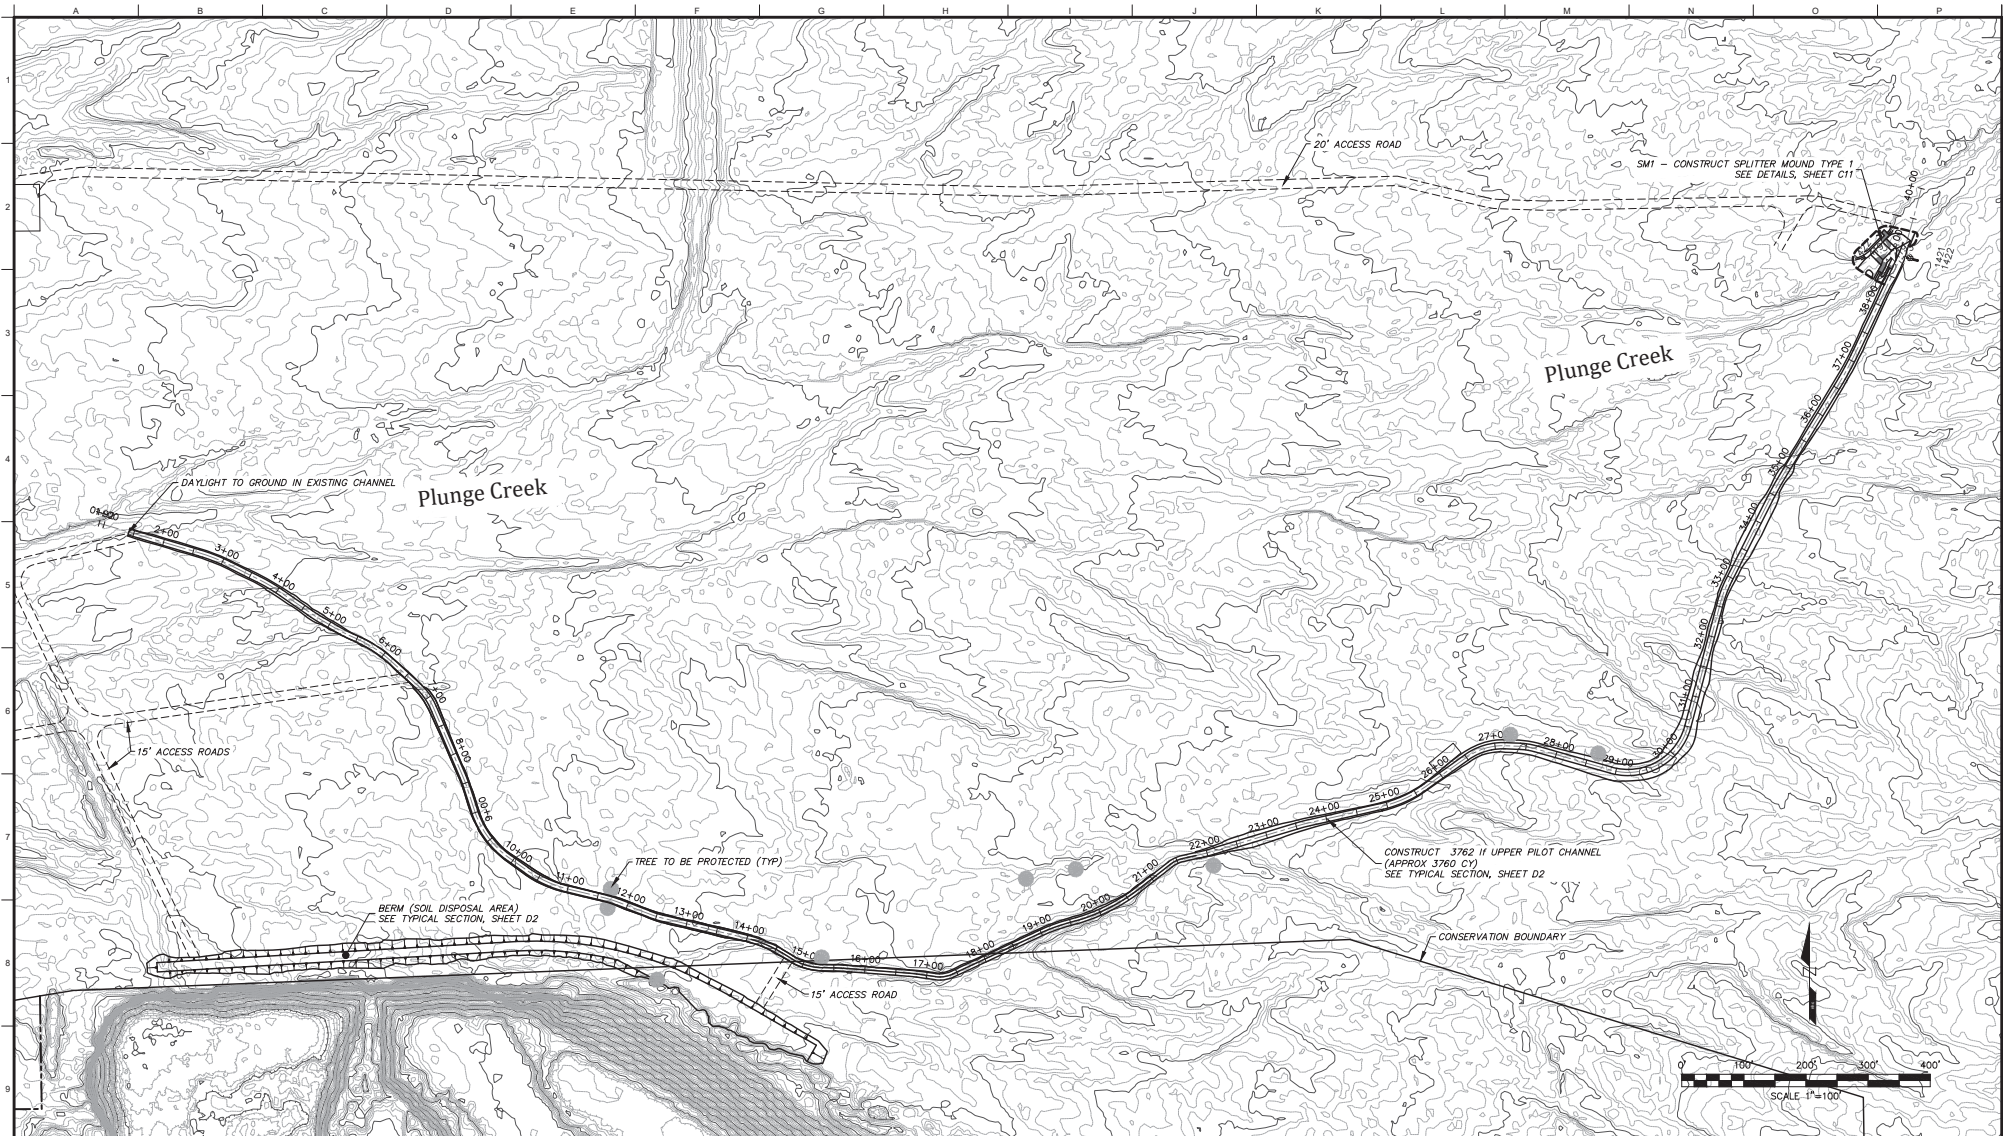 A B C D E F G H I J K L M N O P
1
20' ACCESS ROAD
SM1 – CONSTRUCT SPLITTER MOUND TYPE 1
SEE DETAILS, SHEET C11
40+00
2
1421
1422
38+00
3
37+00
Plunge Creek
36+00
4
35+00
DAYLIGHT TO GROUND IN EXISTING CHANNEL
Plunge Creek
34+00
2+00
3+00
4+00
5
33+00
5+00
6+00
32+00
31+00
6
15' ACCESS ROADS
8+00
27+00
28+00
29+00
30+00
26+00
25+00
24+00
23+00
22+00
21+00
9+00
7
10+00
11+00
TREE TO BE PROTECTED (TYP)
CONSTRUCT 3762 lf UPPER PILOT CHANNEL
(APPROX 3760 CY)
SEE TYPICAL SECTION, SHEET D2
12+00
13+00
14+00
15+00
16+00
17+00
18+00
19+00
20+00
BERM (SOIL DISPOSAL AREA)
SEE TYPICAL SECTION, SHEET D2
CONSERVATION BOUNDARY
8
15' ACCESS ROAD
9
0' 100' 200' 300' 400'
SCALE 1"=100'